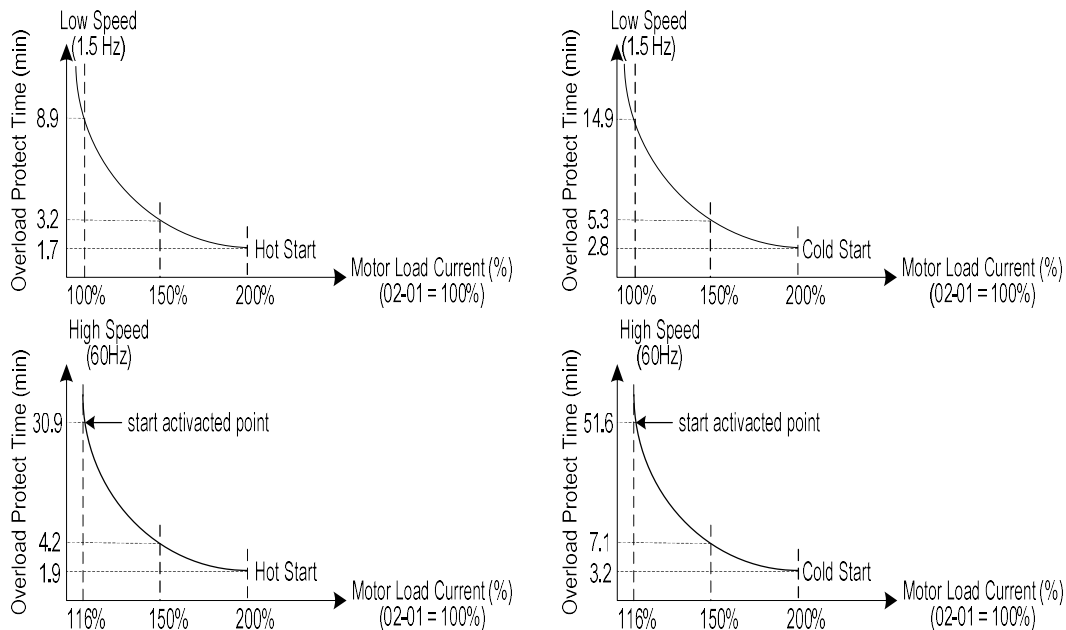 Low Speed
(1.5 Hz)
Overload Protect Time (min)
8.9
3.2
1.7
Hot Start
100%
150%
200%
Motor Load Current (%)
(02-01 = 100%)
Low Speed
(1.5 Hz)
Overload Protect Time (min)
14.9
5.3
2.8
Cold Start
100%
150%
200%
Motor Load Current (%)
(02-01 = 100%)
High Speed
(60Hz)
Overload Protect Time (min)
30.9
start activacted point
4.2
1.9
Hot Start
116%
150%
200%
Motor Load Current (%)
(02-01 = 100%)
High Speed
(60Hz)
Overload Protect Time (min)
51.6
start activacted point
7.1
3.2
Cold Start
116%
150%
200%
Motor Load Current (%)
(02-01 = 100%)